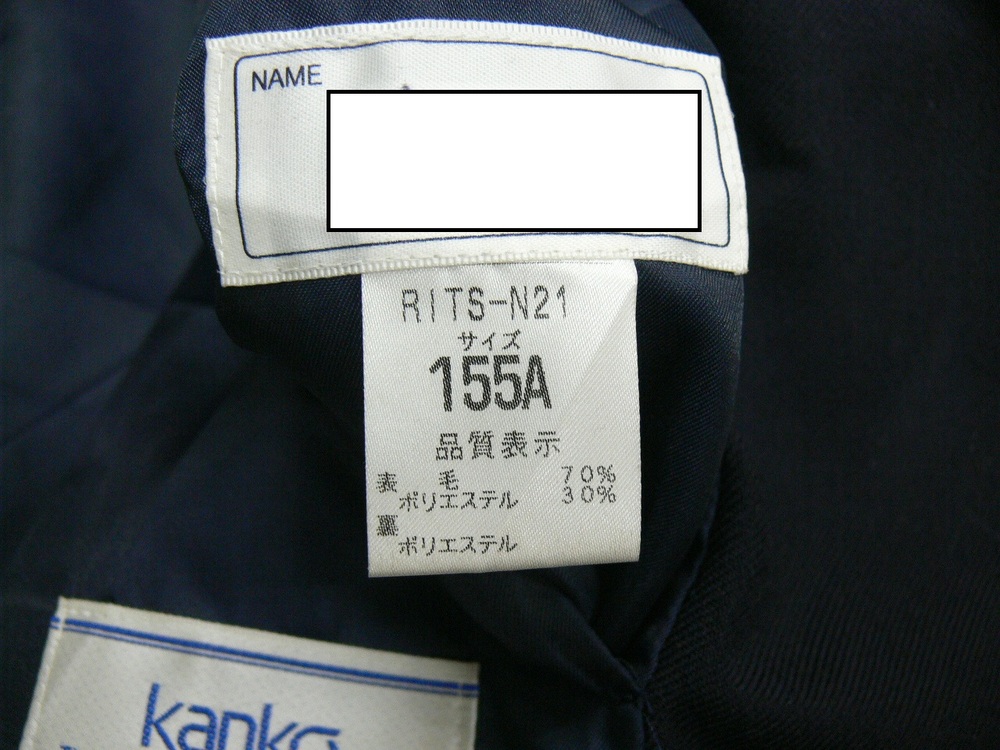 NAME
RITS-N21
サイズ
155A
品質表示
表 毛 70%
ポリエステル 30%
裏
ポリエステル
kanko